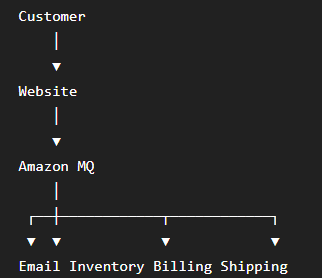 Customer
Website
Amazon MQ
Email Inventory Billing Shipping